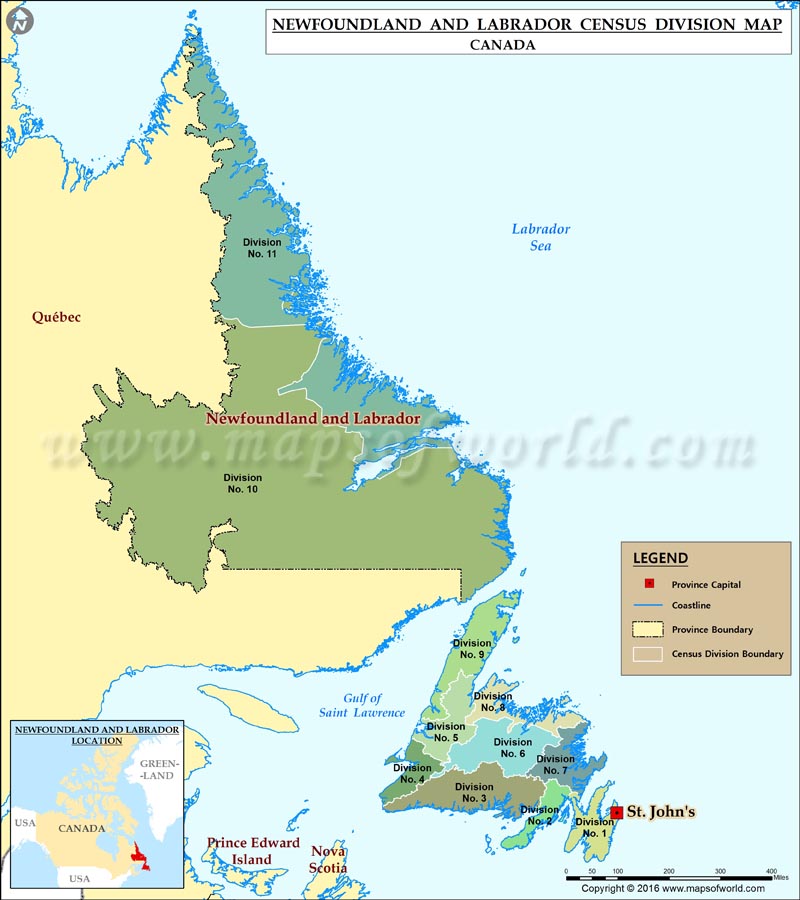 N
NEWFOUNDLAND AND LABRADOR CENSUS DIVISION MAP
CANADA
Labrador
Sea
Division
No. 11
Québec
Newfoundland and Labrador
www.mapsofworld.com
Division
No. 10
LEGEND
Province Capital
Coastline
Province Boundary
Census Division Boundary
Division
No. 9
Gulf of
Saint Lawrence
Division
No. 8
Division
No. 5
Division
No. 6
Division
No. 7
Division
No. 4
Division
No. 3
Division
No. 2
Division
No. 1
St. John's
NEWFOUNDLAND AND LABRADOR
LOCATION
GREEN-
-LAND
USA
CANADA
USA
Prince Edward
Island
Nova
Scotia
0 50 100 200 300 400
Miles
Copyright © 2016 www.mapsofworld.com